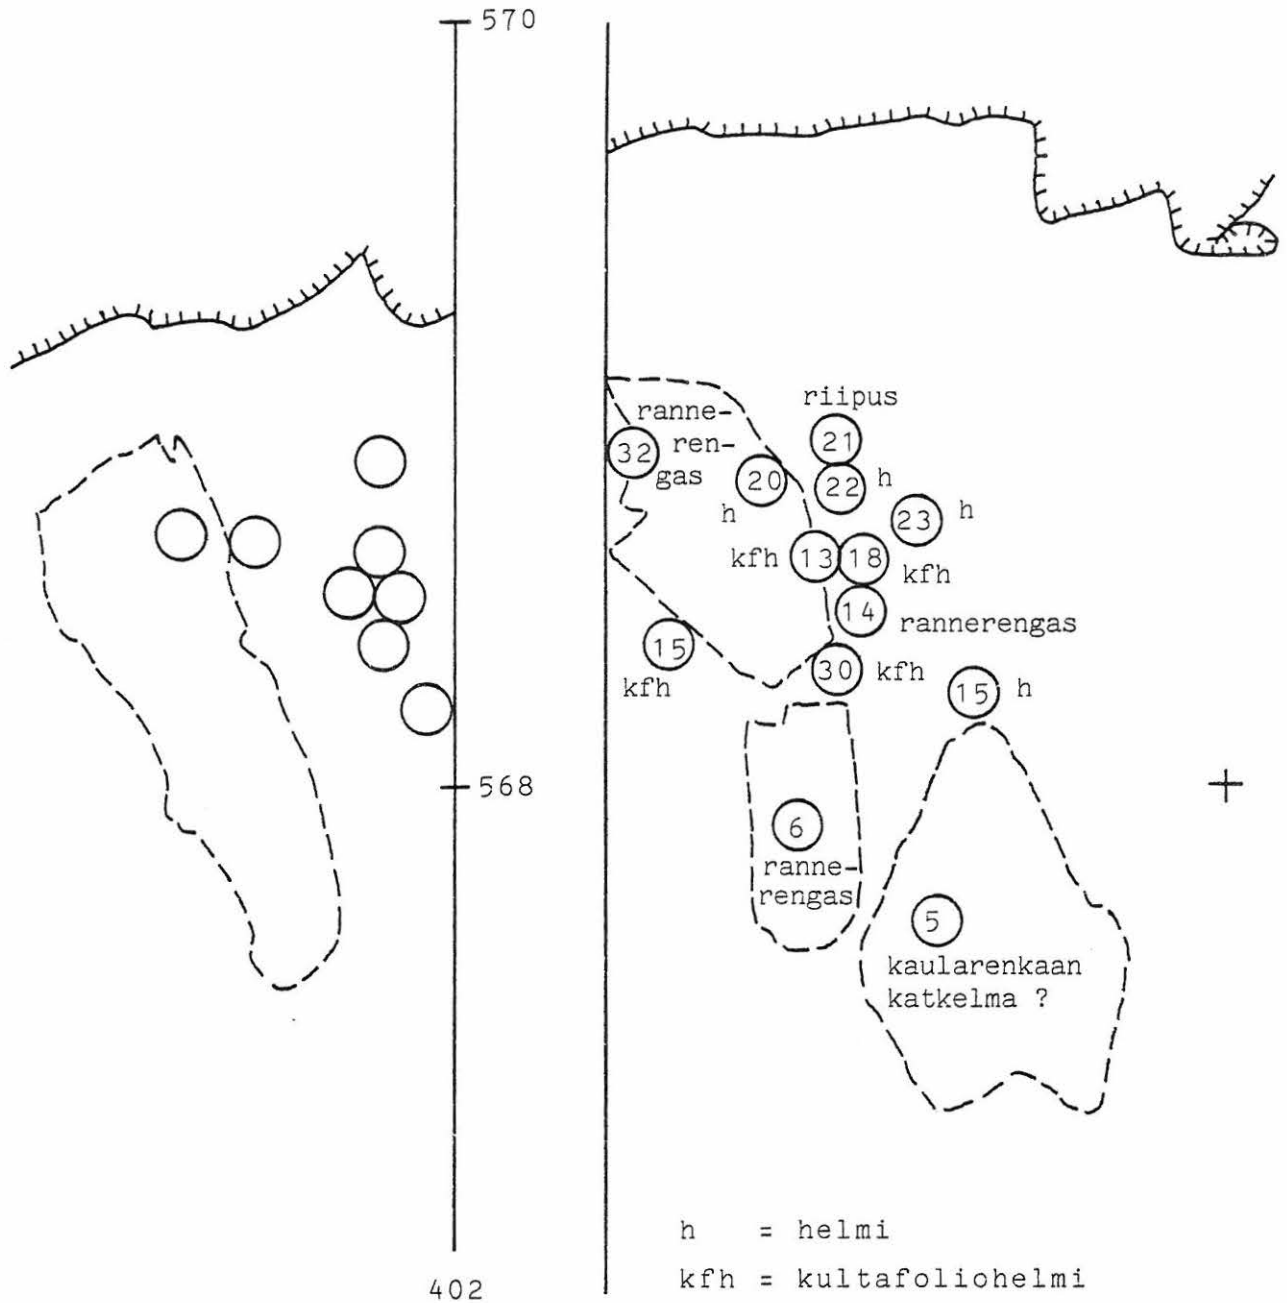 570
riipus
ranne-
21
32
ren-
gas
20
22
h
h
23
h
kfh
13
18
kfh
14
rannerengas
15
kfh
30
kfh
15
h
568
6
ranne-
rengas
5
kaularenkaan
katkelma ?
h = helmi
kfh = kultafoliohelmi
402